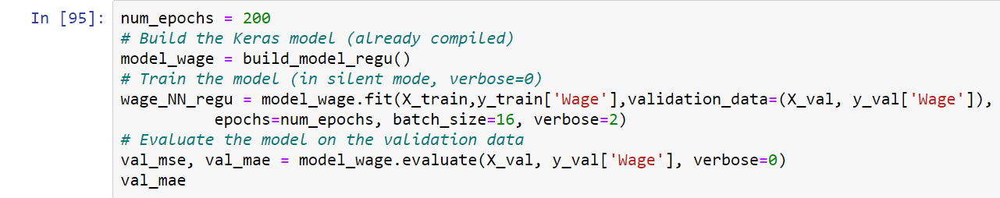 In [95]: num_epochs = 200
# Build the Keras model (already compiled)
model_wage = build_model_regu()
# Train the model (in silent mode, verbose=0)
wage_NN_regu = model_wage.fit(X_train,y_train['Wage'],validation_data=(X_val, y_val['Wage']),
epochs=num_epochs, batch_size=16, verbose=2)
# Evaluate the model on the validation data
val_mse, val_mae = model_wage.evaluate(X_val, y_val['Wage'], verbose=0)
val_mae